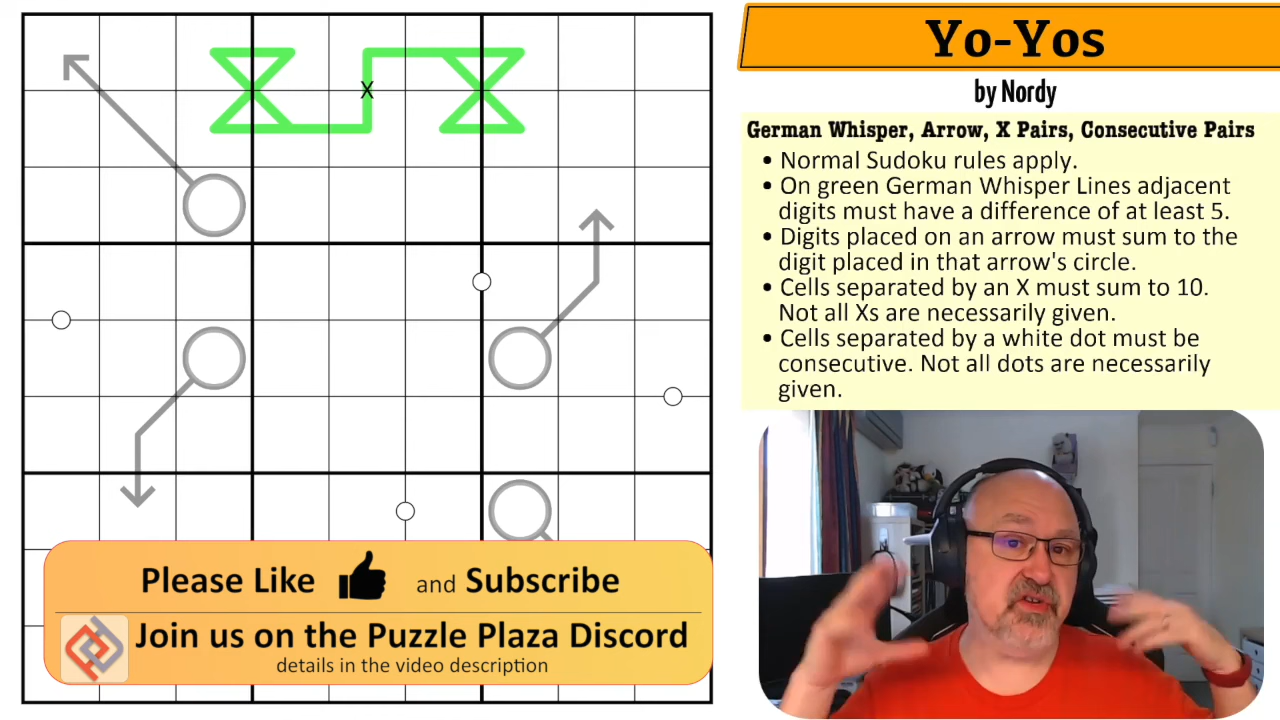 X
Yo-Yos
by Nordy
German Whisper, Arrow, X Pairs, Consecutive Pairs
• Normal Sudoku rules apply.
• On green German Whisper Lines adjacent
digits must have a difference of at least 5.
• Digits placed on an arrow must sum to the
digit placed in that arrow's circle.
• Cells separated by an X must sum to 10.
Not all Xs are necessarily given.
• Cells separated by a white dot must be
consecutive. Not all dots are necessarily
given.
Please Like and Subscribe
Join us on the Puzzle Plaza Discord
details in the video description